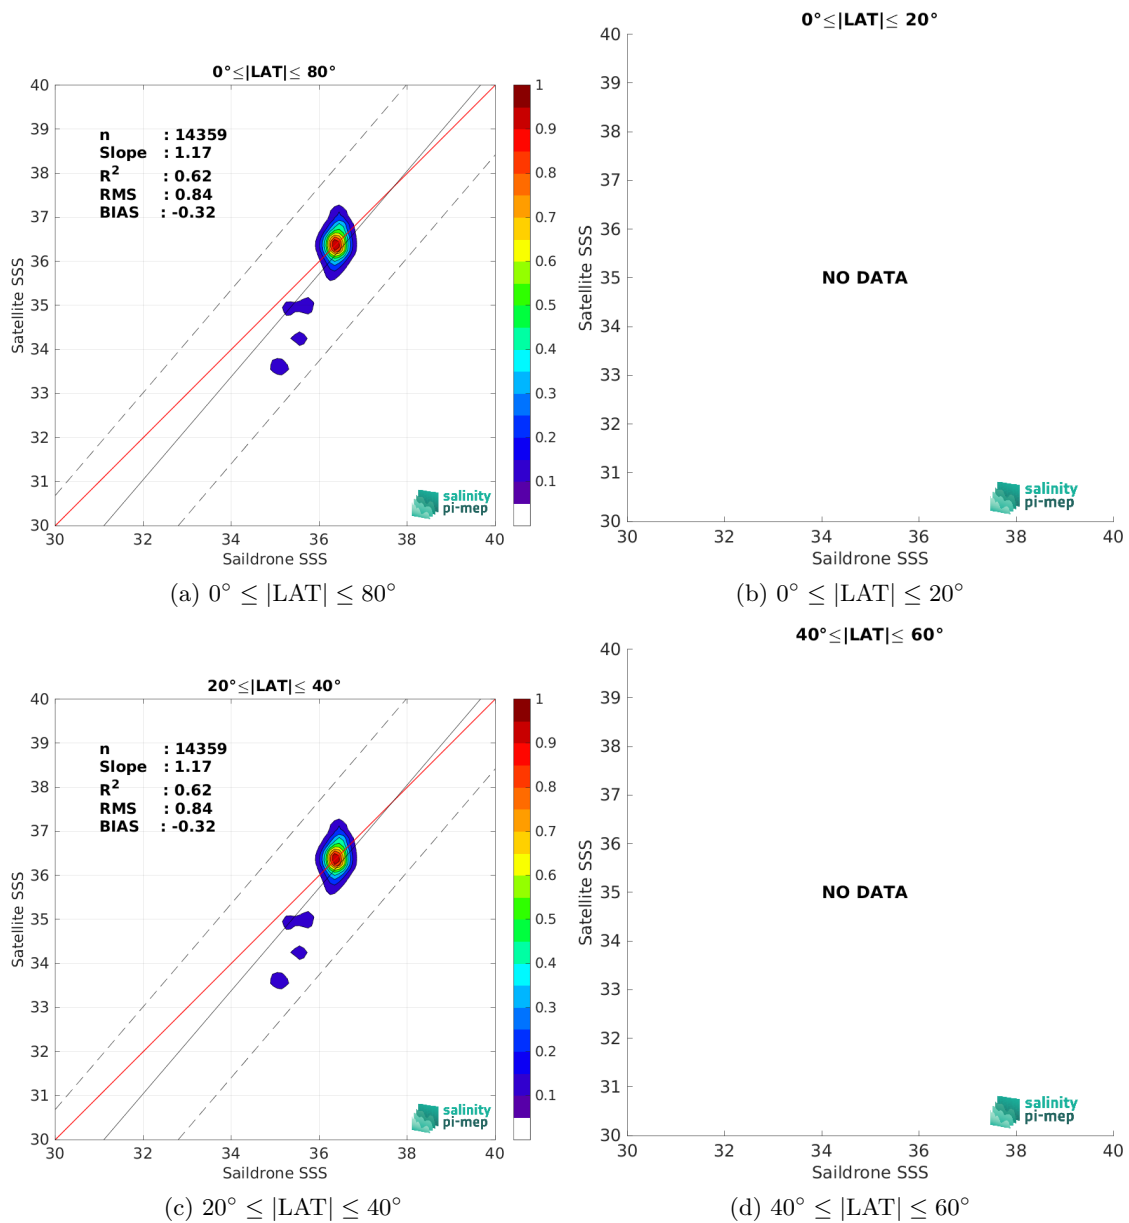 0°≤|LAT|≤ 80°
40
39
38
37
36
35
34
33
32
31
30
Satellite SSS
n : 14359
Slope : 1.17
R² : 0.62
RMS : 0.84
BIAS : -0.32
salinity
pi-mep
30 32 34 36 38 40
Saildrone SSS
1
0.9
0.8
0.7
0.6
0.5
0.4
0.3
0.2
0.1
(a) 0° ≤ |LAT| ≤ 80°
0°≤|LAT|≤ 20°
40
39
38
37
36
35
34
33
32
31
30
Satellite SSS
NO DATA
salinity
pi-mep
30 32 34 36 38 40
Saildrone SSS
(b) 0° ≤ |LAT| ≤ 20°
20°≤|LAT|≤ 40°
40
39
38
37
36
35
34
33
32
31
30
Satellite SSS
n : 14359
Slope : 1.17
R² : 0.62
RMS : 0.84
BIAS : -0.32
salinity
pi-mep
30 32 34 36 38 40
Saildrone SSS
1
0.9
0.8
0.7
0.6
0.5
0.4
0.3
0.2
0.1
(c) 20° ≤ |LAT| ≤ 40°
40°≤|LAT|≤ 60°
40
39
38
37
36
35
34
33
32
31
30
Satellite SSS
NO DATA
salinity
pi-mep
30 32 34 36 38 40
Saildrone SSS
(d) 40° ≤ |LAT| ≤ 60°